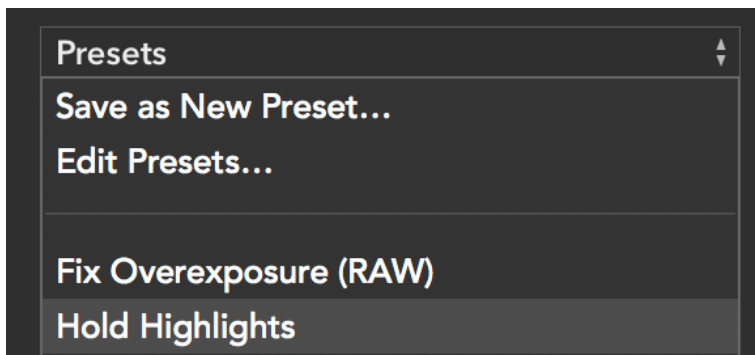 Presets
Save as New Preset...
Edit Presets...
Fix Overexposure (RAW)
Hold Highlights